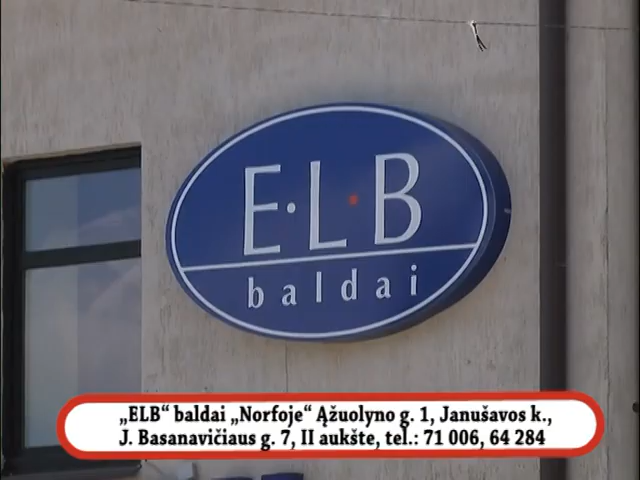 E·L·B
baldai
„ELB“ baldai „Norfoje“ Ąžuolyno g. 1, Janušavos k.,
J. Basanavičiaus g. 7, II aukšte, tel.: 71 006, 64 284